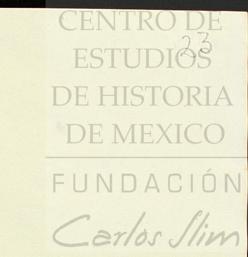 CENTRO DE
23
ESTUDIOS
DE HISTORIA
DE MEXICO
FUNDACIÓN
Carlos Slim